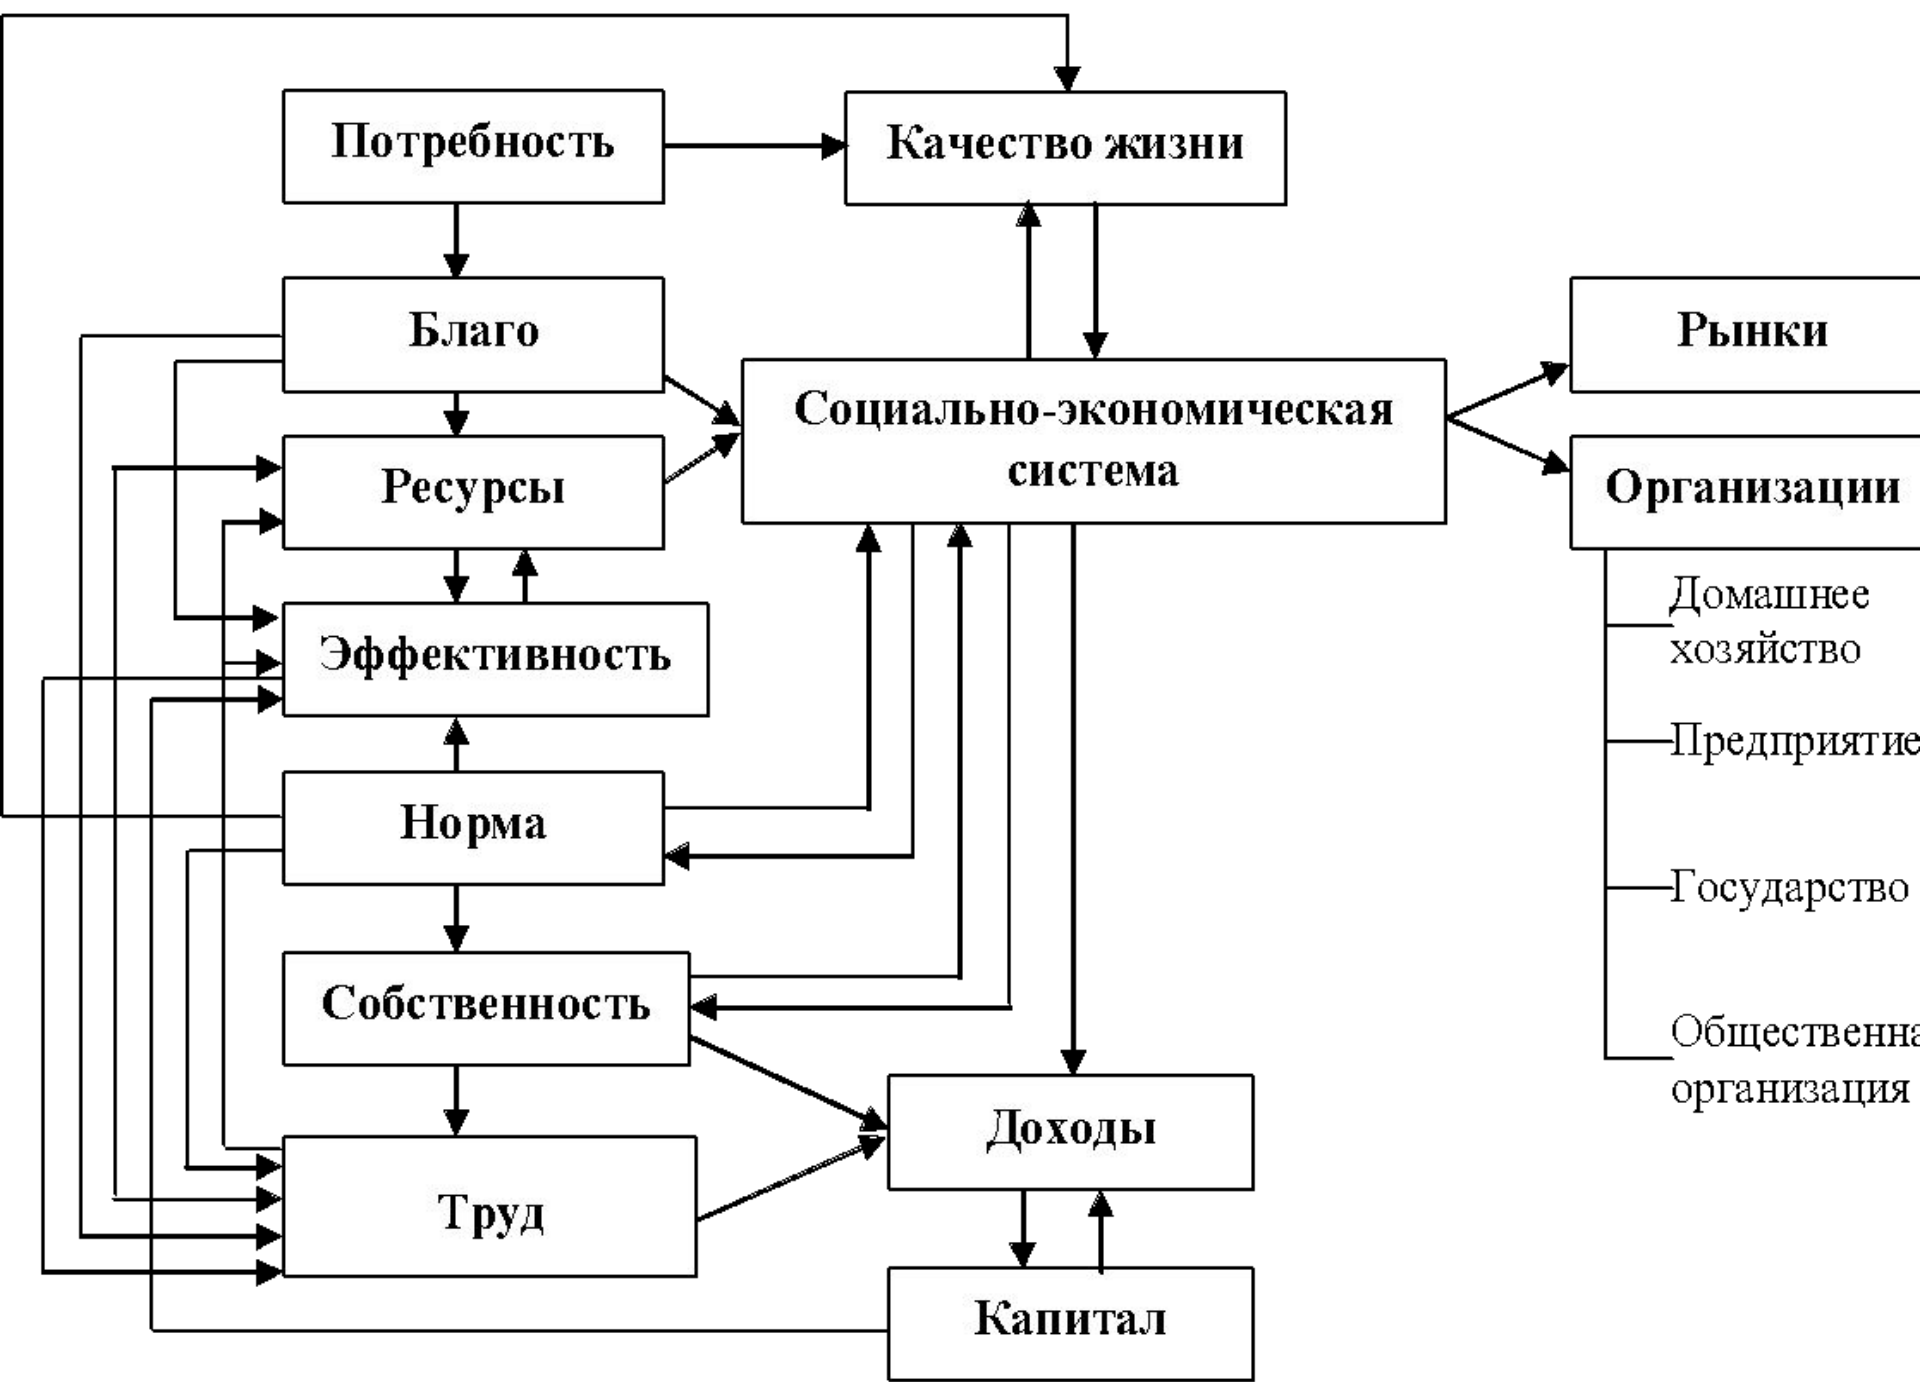 Потребность
Качество жизни
Благо
Рынки
Социально-экономическая
система
Ресурсы
Организации
Домашнее
хозяйство
Эффективность
Предприятие
Норма
Государство
Собственность
Общественна
организация
Доходы
Труд
Капитал